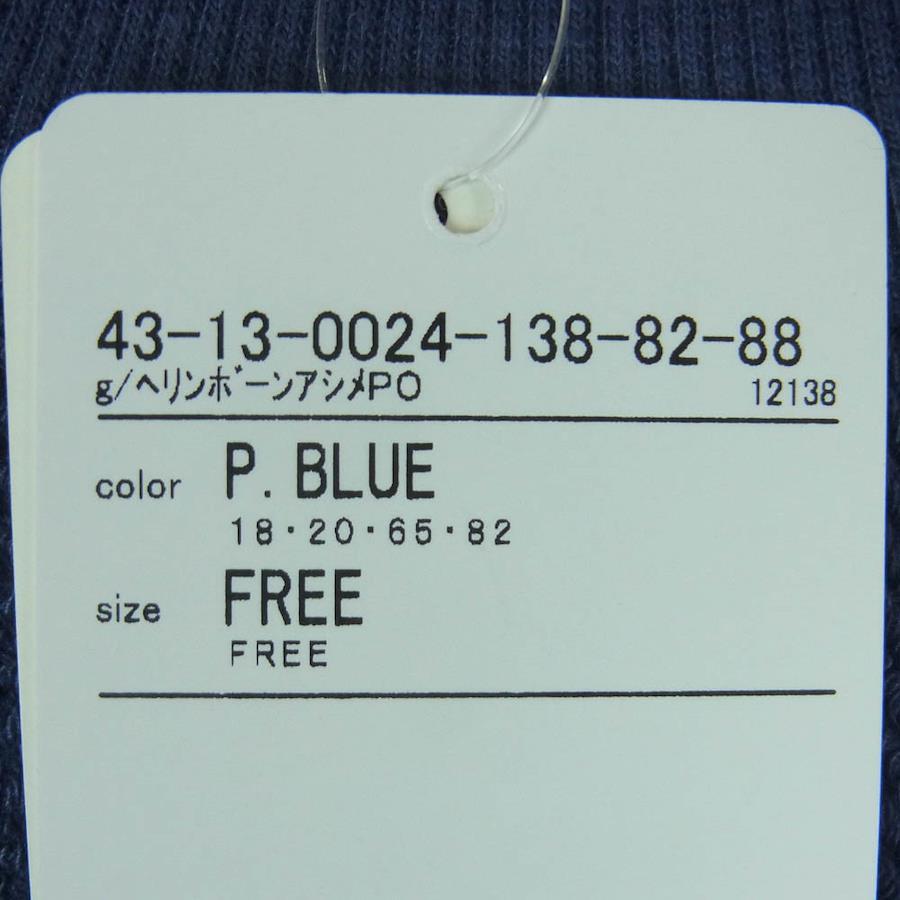 43-13-0024-138-82-88
g/ヘリンボーンアシメPO 12138
color P. BLUE
18・20・65・82
size FREE
FREE